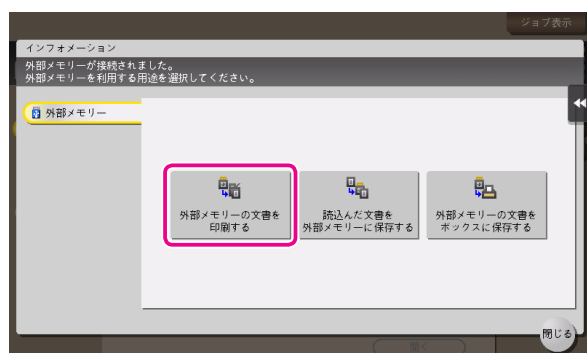 ジョブ表示
インフォメーション
外部メモリーが接続されました。
外部メモリーを利用する用途を選択してください。
外部メモリー
外部メモリーの文書を
印刷する
読込んだ文書を
外部メモリーに保存する
外部メモリーの文書を
ボックスに保存する
閉じる
開く